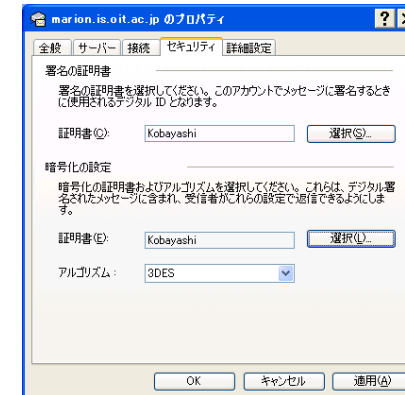 marion.is.oit.ac.jp のプロパティ
全般 サーバー 接続 セキュリティ 詳細設定
署名の証明書
署名の証明書を選択してください。このアカウントでメッセージに署名するとき
に使用されるデジタル ID となります。
証明書(C): Kobayashi 選択(S)...
暗号化の設定
暗号化の証明書およびアルゴリズムを選択してください。これらは、デジタル署
名されたメッセージに含まれ、受信者がこれらの設定で返信できるようにしま
す。
証明書(E): Kobayashi 選択(L)...
アルゴリズム : 3DES
OK キャンセル 適用(A)